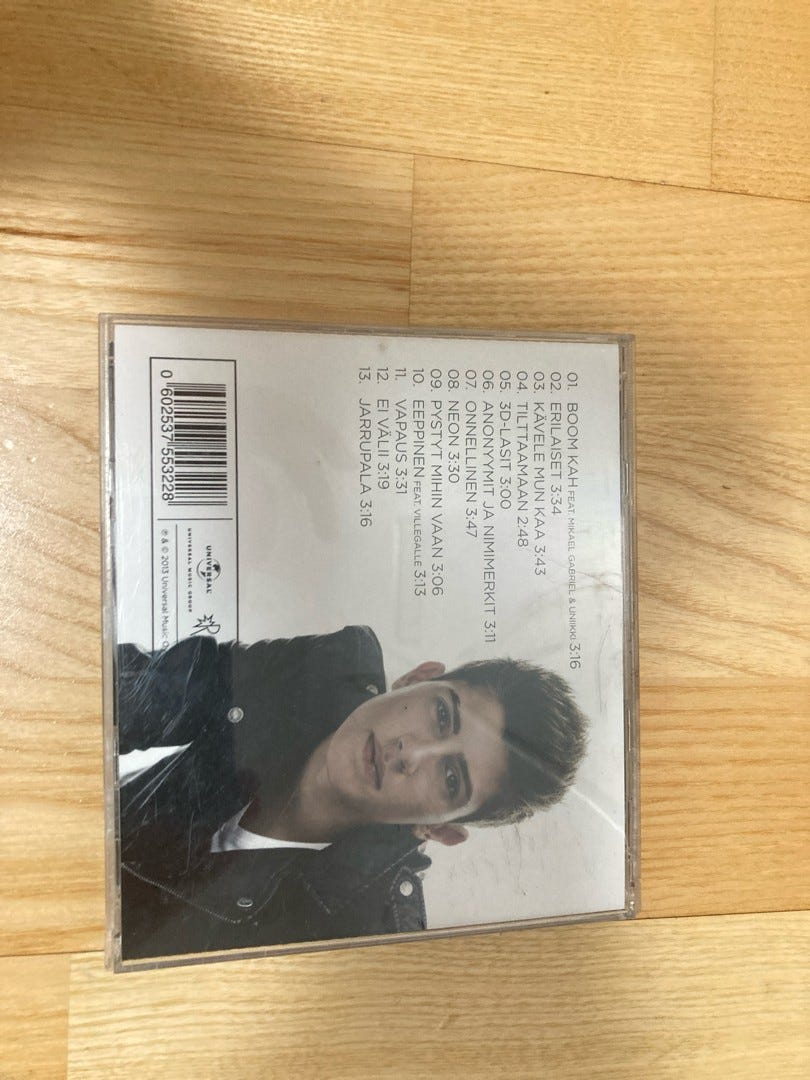 01. BOOM KAH FEAT. MIKAEL GABRIEL & UNIIKKI 3:16
02. ERILAISET 3:34
03. KÄVELE MUN KAA 3:43
04. TILTTAAMAAN 2:48
05. 3D-LASIT 3:00
06. ANONYYMIT JA NIMIMERKIT 3:11
07. ONNELLINEN 3:47
08. NEON 3:30
09. PYSTYT MIHIN VAAN 3:06
10. EEPPINEN FEAT. VILLEGALLE 3:13
11. VAPAUS 3:31
12. EI VÄLII 3:19
13. JARRUPALA 3:16
0 602537 553228
UNIVERSAL
UNIVERSAL MUSIC GROUP
℗ & © 2013 Universal Music